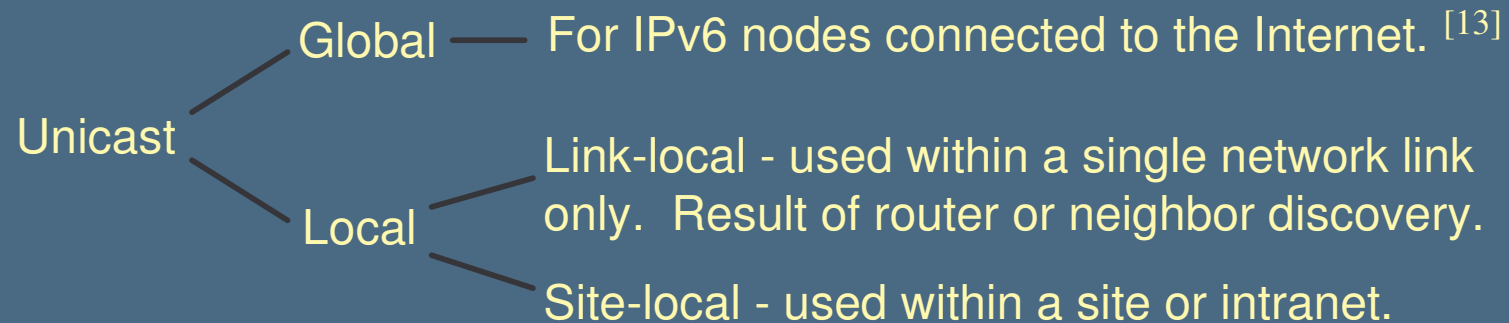 Global
For IPv6 nodes connected to the Internet. [13]
Unicast
Link-local - used within a single network link
only. Result of router or neighbor discovery.
Local
Site-local - used within a site or intranet.